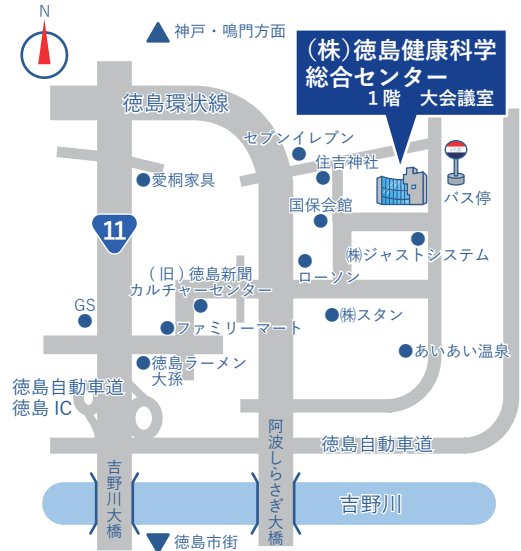 N
神戸・鳴門方面
(株)徳島健康科学
総合センター
1階　大会議室
徳島環状線
セブンイレブン
住吉神社
バス
バス停
愛桐家具
国保会館
11
㈱ジャストシステム
(旧)徳島新聞
カルチャーセンター
ローソン
GS
ファミリーマート
㈱スタン
あいあい温泉
徳島ラーメン
大孫
徳島自動車道
徳島 IC
徳島自動車道
吉野川大橋
阿波しらさぎ大橋
吉野川
徳島市街